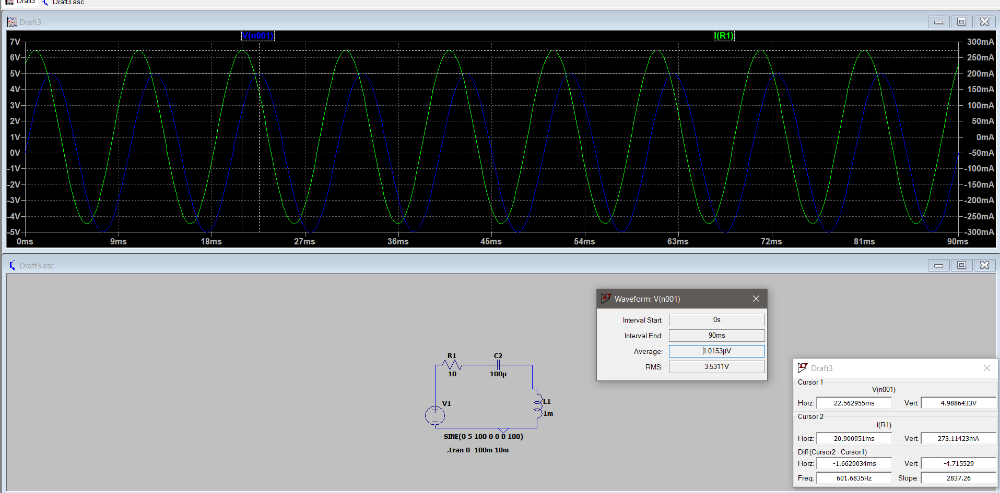 Draft3 Draft3.asc
Draft3
V(n001) I(R1)
7V 300mA
6V 250mA
5V 200mA
4V 150mA
3V 100mA
2V 50mA
1V 0mA
0V -50mA
-1V -100mA
-2V -150mA
-3V -200mA
-4V -250mA
-5V -300mA
0ms 9ms 18ms 27ms 36ms 45ms 54ms 63ms 72ms 81ms 90ms
Draft3.asc
R1 C2
10 100µ
V1
L1
1m
SINE(0 5 100 0 0 0 100)
.tran 0 100m 10m
Waveform: V(n001)
Interval Start: 0s
Interval End: 90ms
Average: 1.0153µV
RMS: 3.5311V
Draft3
Cursor 1
V(n001)
Horz: 22.562955ms Vert: 4.9886433V
Cursor 2
I(R1)
Horz: 20.900951ms Vert: 273.11423mA
Diff (Cursor2 - Cursor1)
Horz: -1.6620034ms Vert: -4.715529
Freq: 601.6835Hz Slope: 2837.26